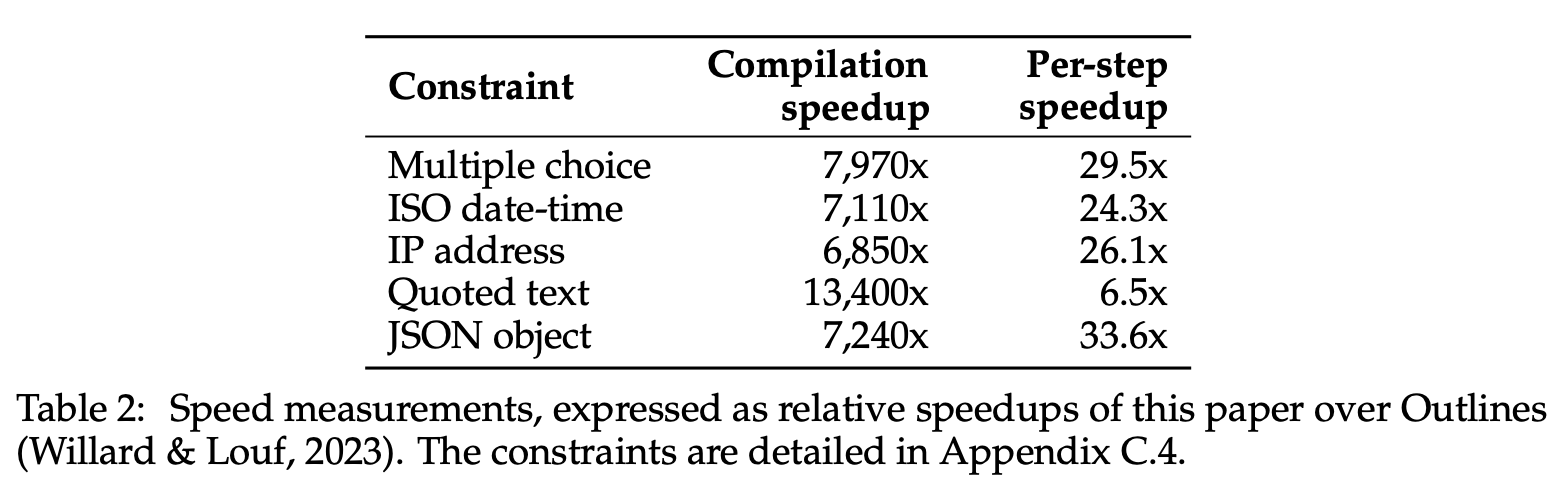 Constraint Compilation speedup Per-step speedup
Multiple choice 7,970x 29.5x
ISO date-time 7,110x 24.3x
IP address 6,850x 26.1x
Quoted text 13,400x 6.5x
JSON object 7,240x 33.6x
Table 2: Speed measurements, expressed as relative speedups of this paper over Outlines
(Willard & Louf, 2023). The constraints are detailed in Appendix C.4.